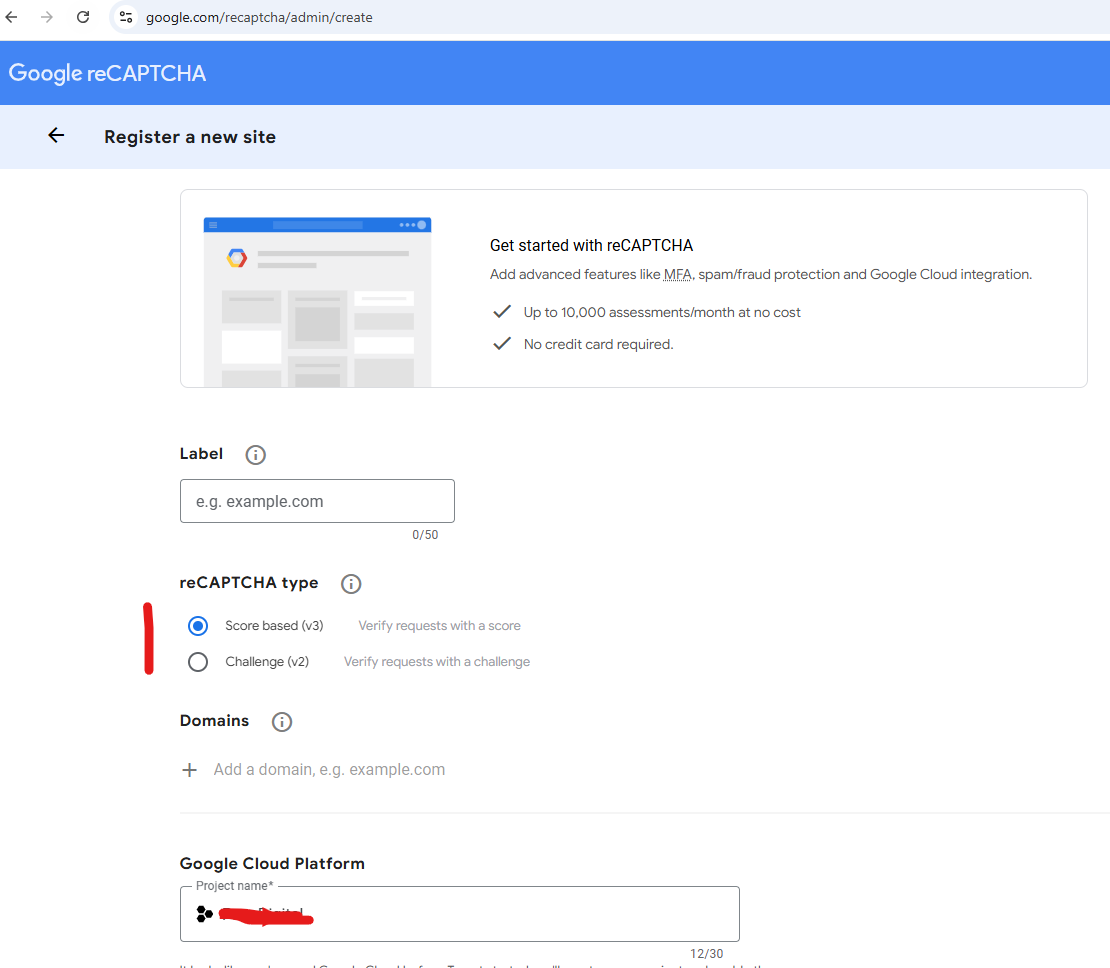 google.com/recaptcha/admin/create
Google reCAPTCHA
Register a new site
Get started with reCAPTCHA
Add advanced features like MFA, spam/fraud protection and Google Cloud integration.
Up to 10,000 assessments/month at no cost
No credit card required.
Label
e.g. example.com
0/50
reCAPTCHA type
Score based (v3) Verify requests with a score
Challenge (v2) Verify requests with a challenge
Domains
Add a domain, e.g. example.com
Google Cloud Platform
Project name*
12/30